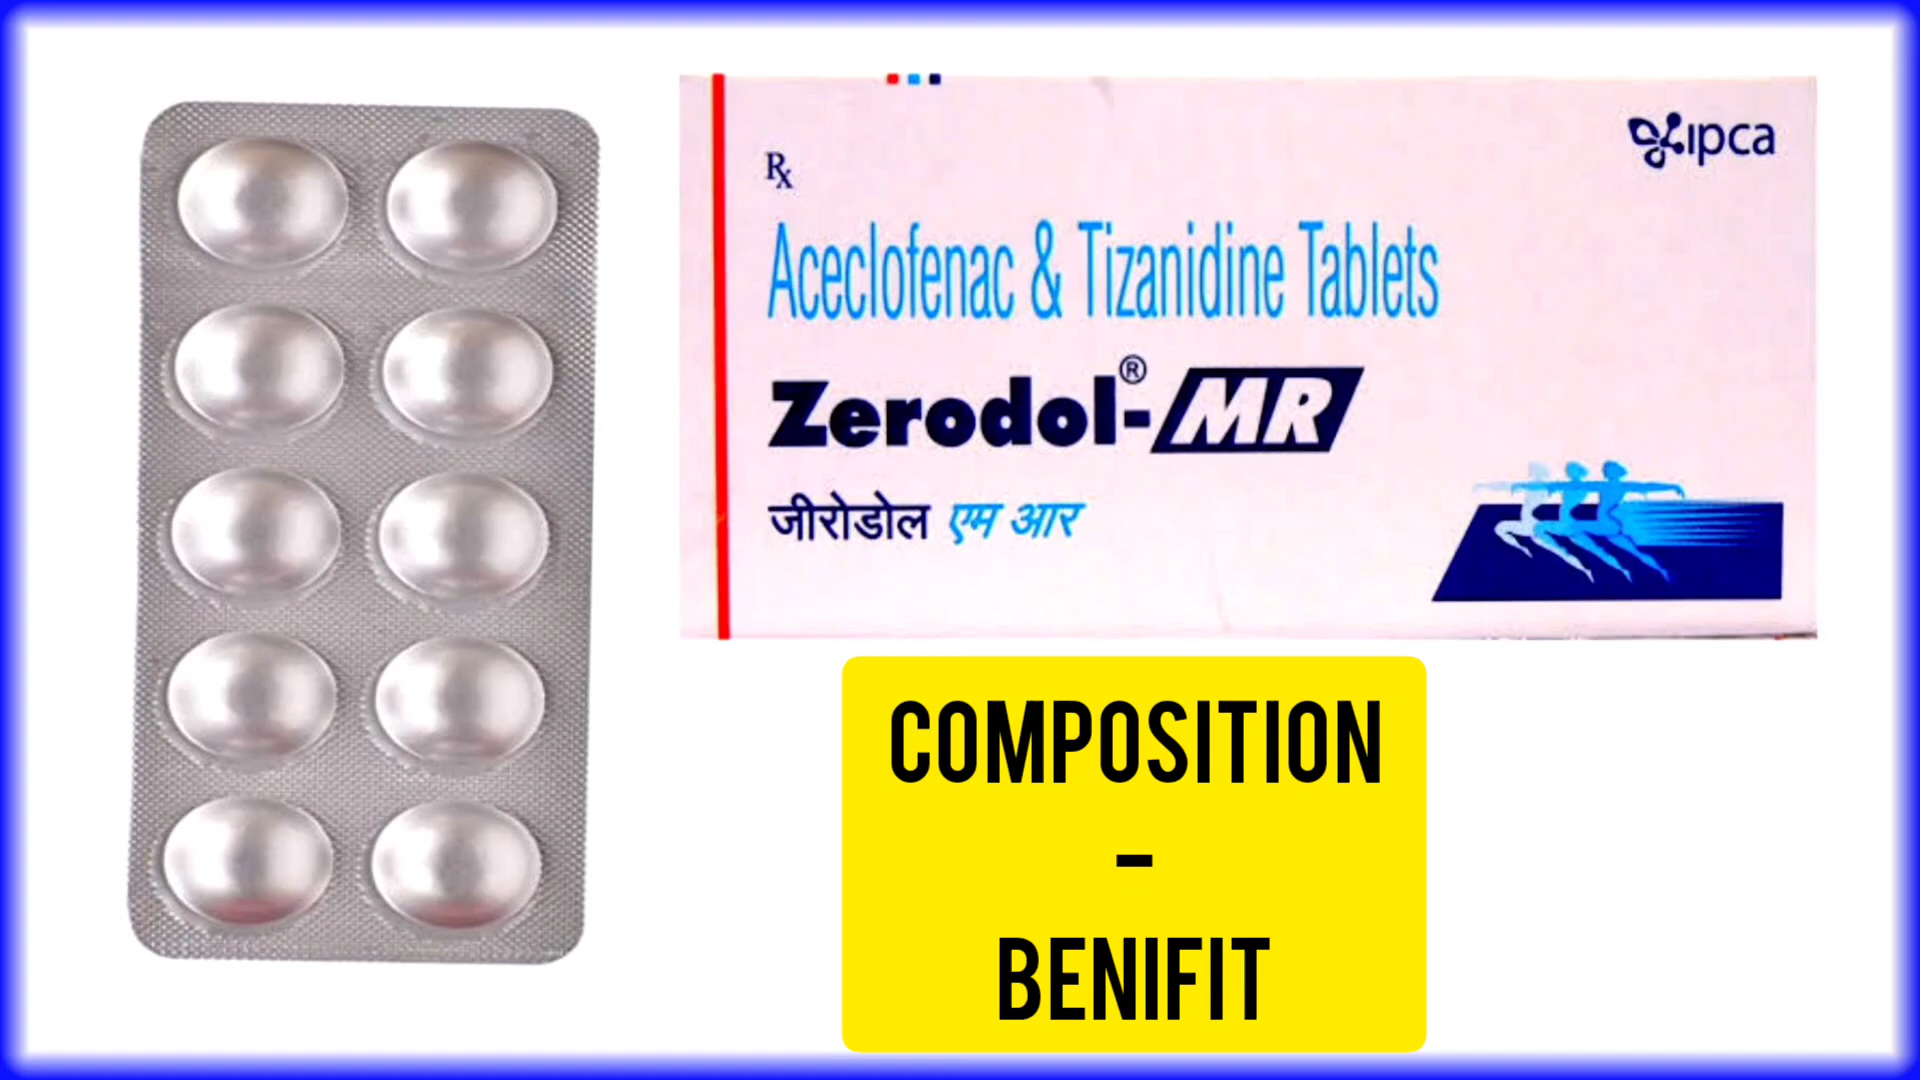 Rx
ipca
Aceclofenac & Tizanidine Tablets
Zerodol®-MR
जीरोडोल एम आर
COMPOSITION
-
BENIFIT